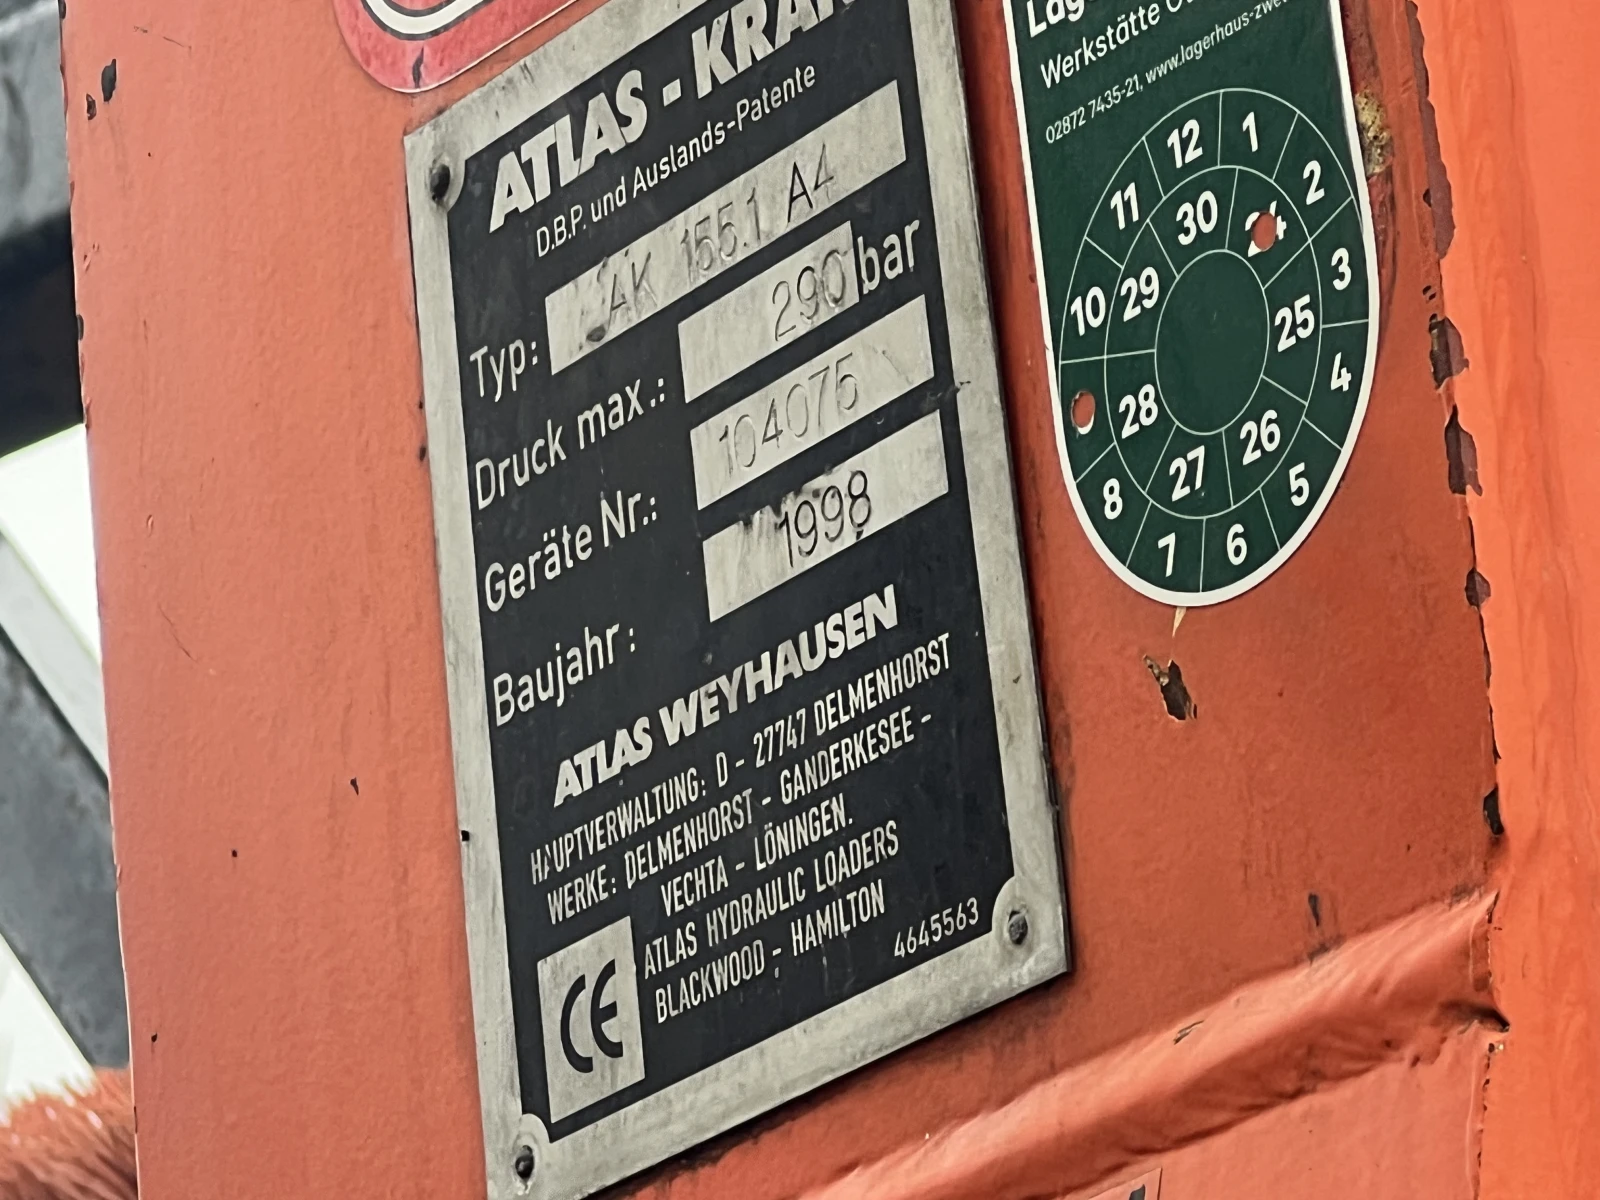 ATLAS-KRAN
D.B.P. und Auslands-Patente
Typ: AK 155.1 A4
Druck max.: 290 bar
Geräte Nr.: 104075
Baujahr: 1998
ATLAS WEYHAUSEN
HAUPTVERWALTUNG: D - 27747 DELMENHORST
WERKE: DELMENHORST - GANDERKESEE -
VECHTA - LÖNINGEN.
ATLAS HYDRAULIC LOADERS
BLACKWOOD - HAMILTON
CE
4645563
Werkstätte
02872 7435-21, www.lagerhaus-zwe
12 1 2 3 4 5 6 7 8 10 11
30 24 25 26 27 28 29